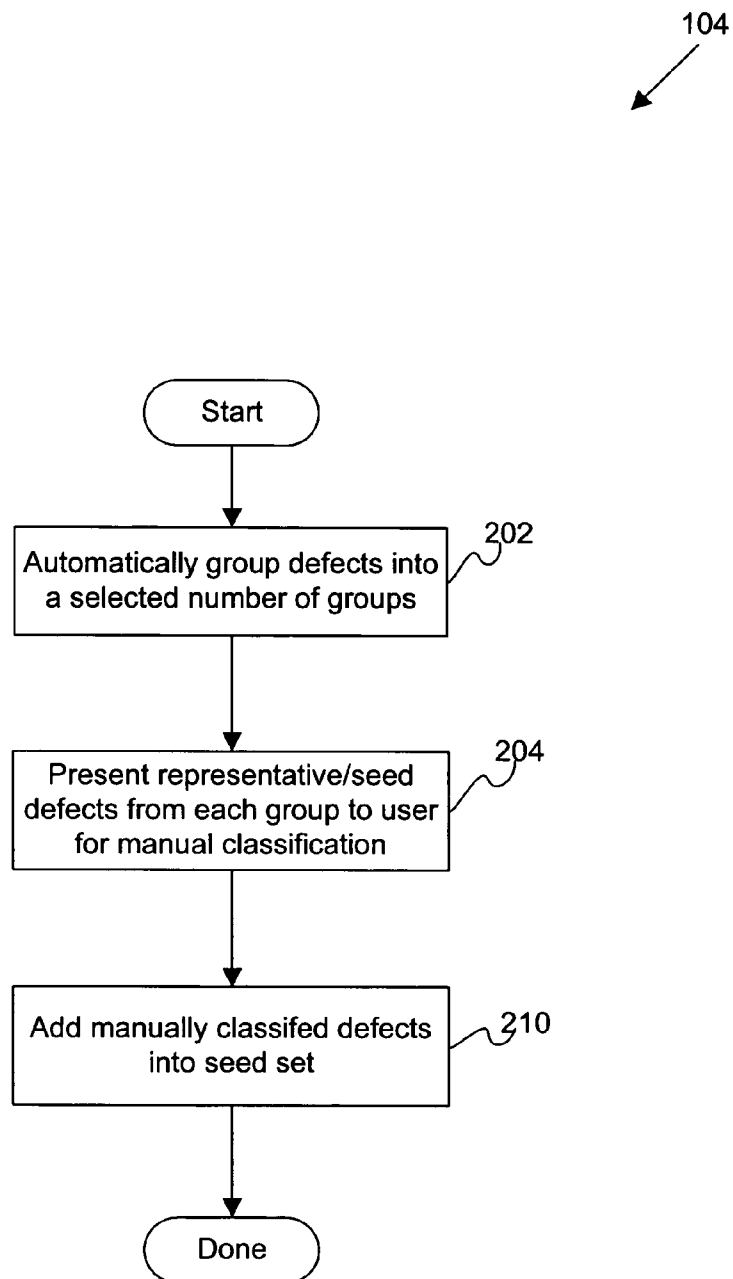 104
Start
202
Automatically group defects into
a selected number of groups
204
Present representative/seed
defects from each group to user
for manual classification
210
Add manually classifed defects
into seed set
Done